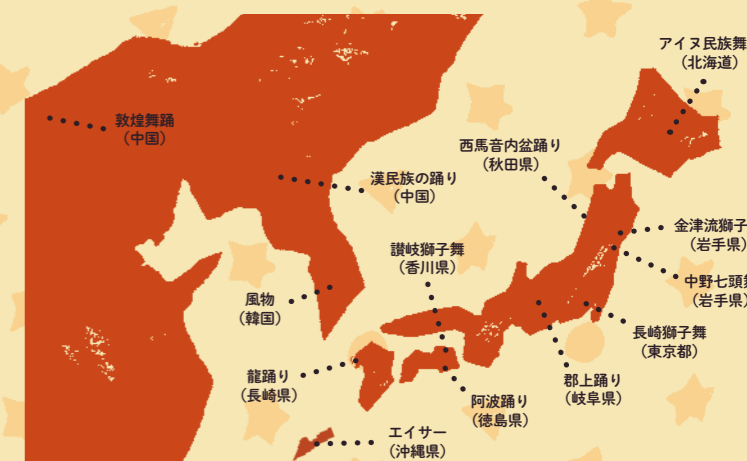 アイヌ民族舞
（北海道）
敦煌舞踊
（中国）
西馬音内盆踊り
（秋田県）
漢民族の踊り
（中国）
金津流獅子
（岩手県）
讃岐獅子舞
（香川県）
中野七頭舞
（岩手県）
風物
（韓国）
長崎獅子舞
（東京都）
龍踊り
（長崎県）
郡上踊り
（岐阜県）
阿波踊り
（徳島県）
エイサー
（沖縄県）